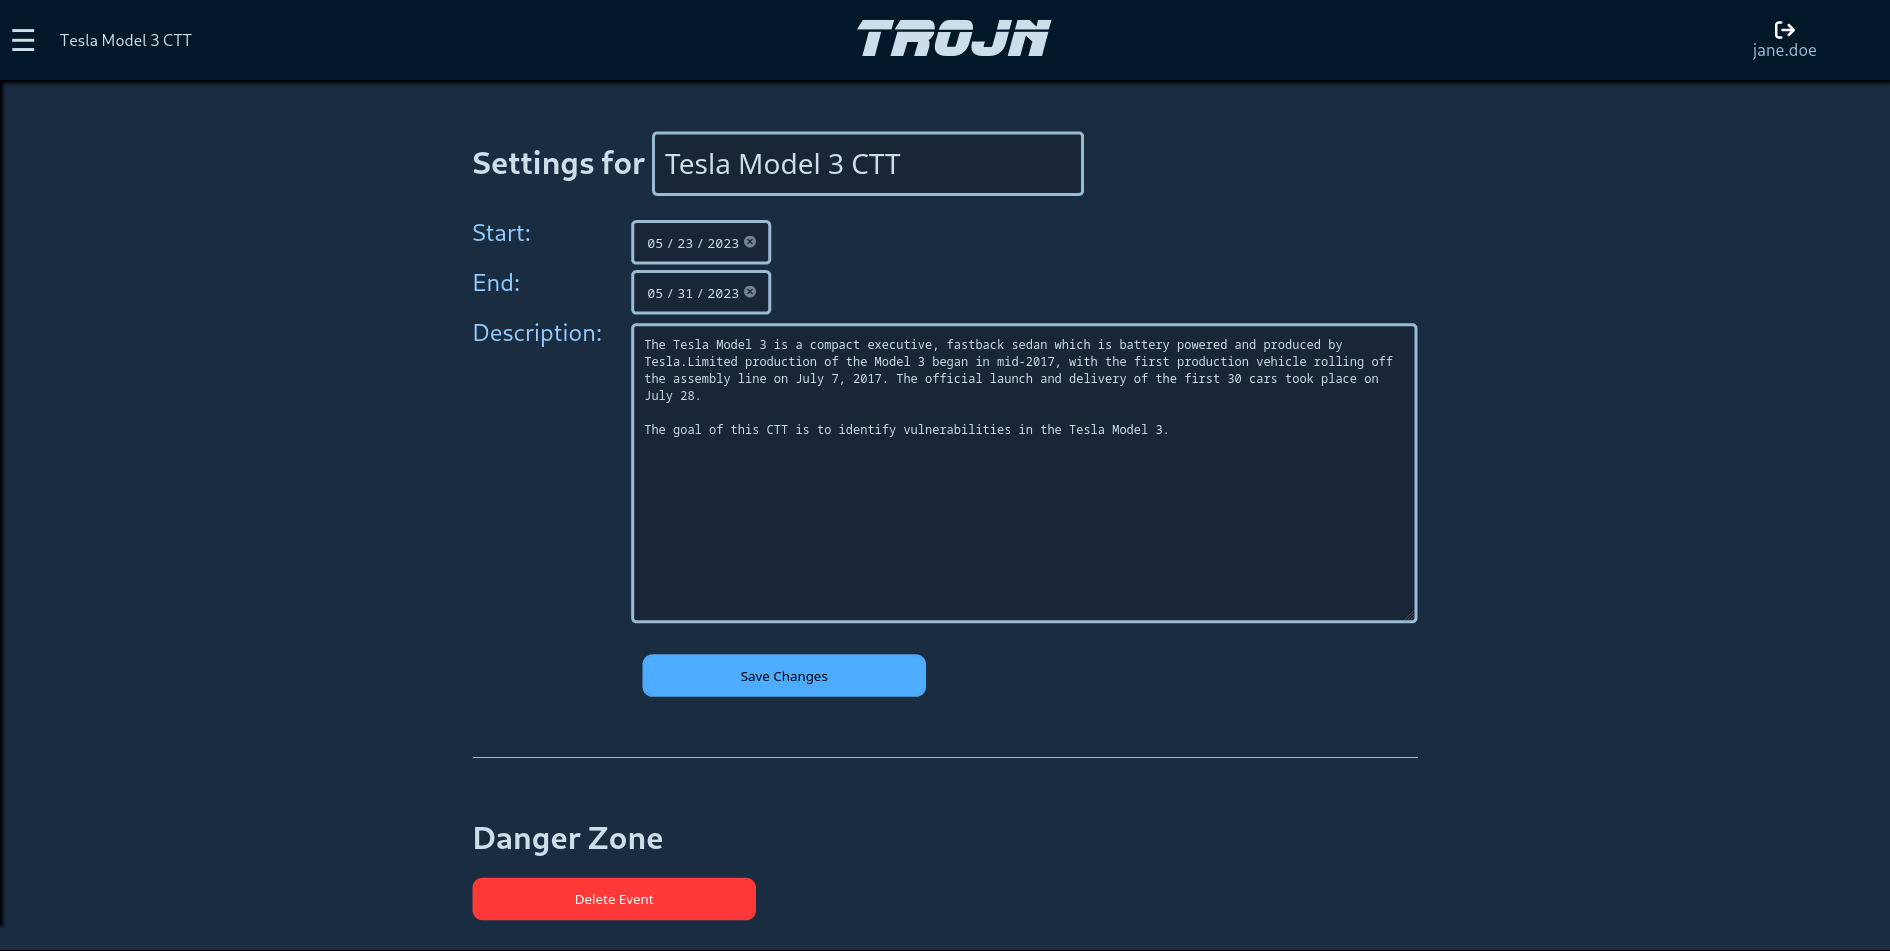 Tesla Model 3 CTT
TROJN
jane.doe
Settings for Tesla Model 3 CTT
Start: 05 / 23 / 2023
End: 05 / 31 / 2023
Description:
The Tesla Model 3 is a compact executive, fastback sedan which is battery powered and produced by
Tesla.Limited production of the Model 3 began in mid-2017, with the first production vehicle rolling off
the assembly line on July 7, 2017. The official launch and delivery of the first 30 cars took place on
July 28.
The goal of this CTT is to identify vulnerabilities in the Tesla Model 3.
Save Changes
Danger Zone
Delete Event